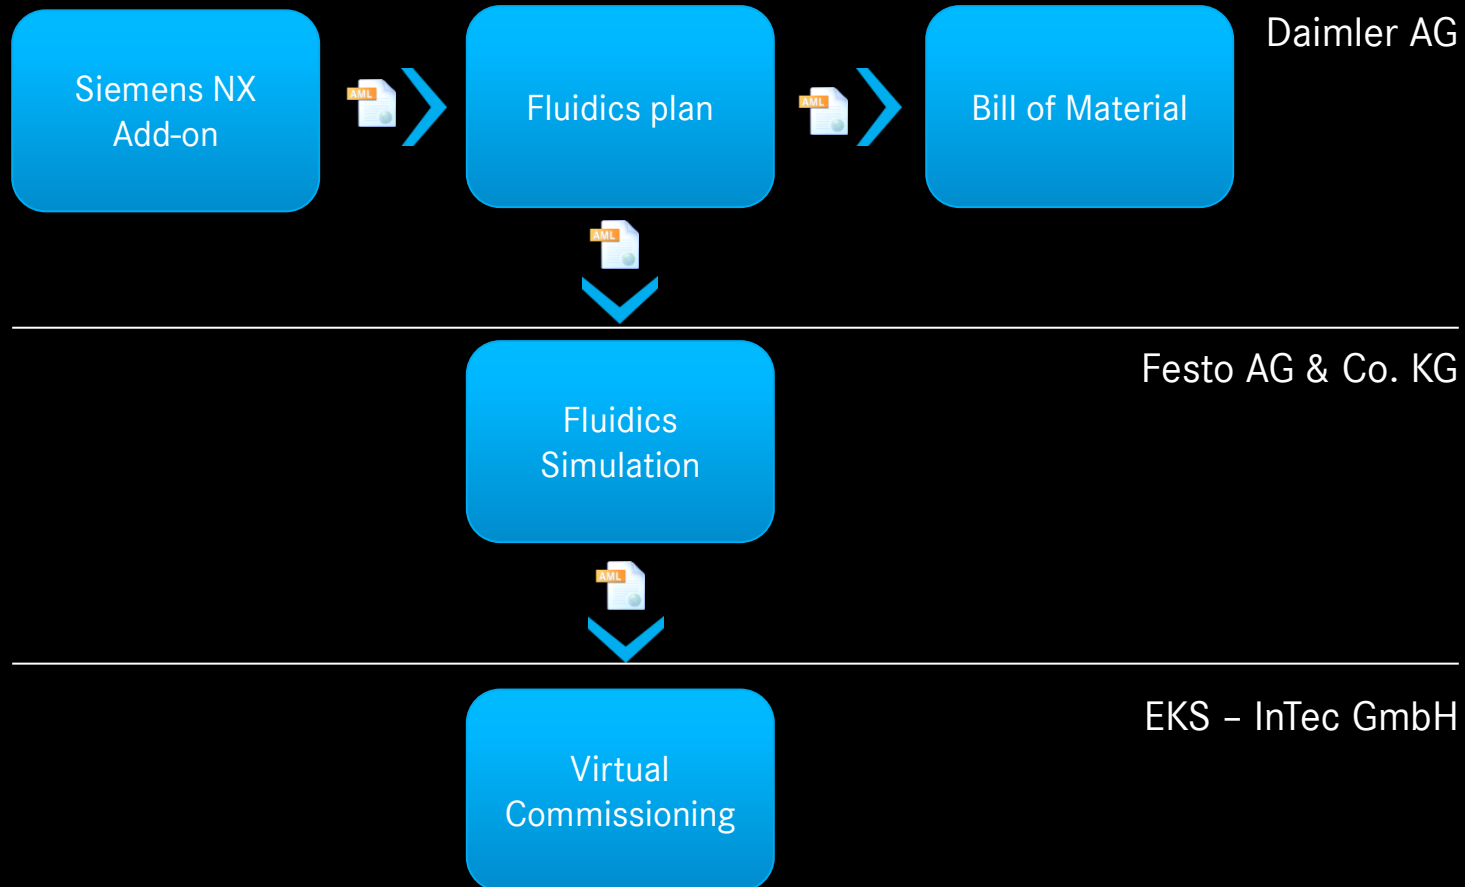 Daimler AG
Siemens NX
Add-on
AML
Fluidics plan
AML
Bill of Material
AML
Festo AG & Co. KG
Fluidics
Simulation
AML
EKS – InTec GmbH
Virtual
Commissioning